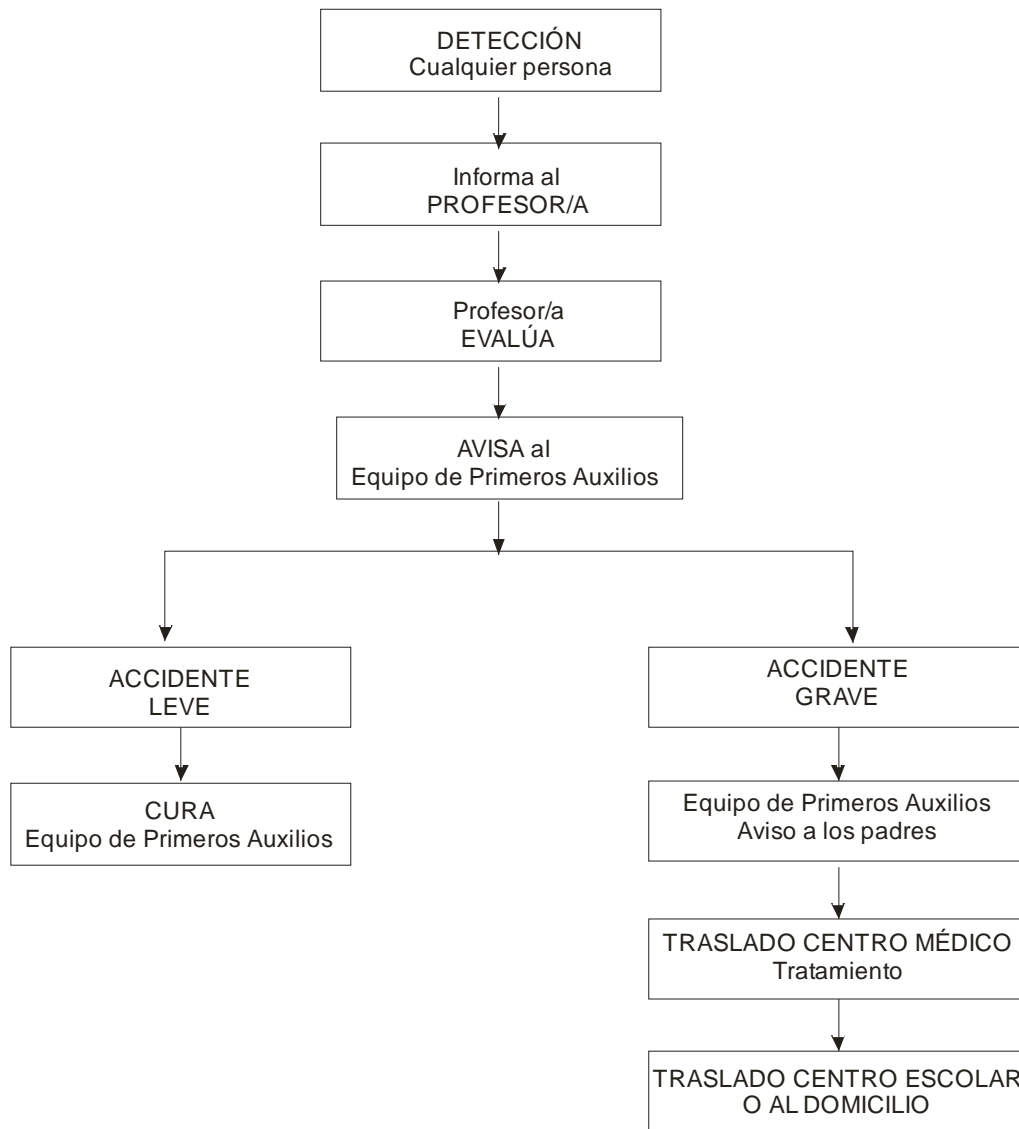 DETECCIÓN
Cualquier persona
Informa al
PROFESOR/A
Profesor/a
EVALÚA
AVISA al
Equipo de Primeros Auxilios
ACCIDENTE
LEVE
CURA
Equipo de Primeros Auxilios
ACCIDENTE
GRAVE
Equipo de Primeros Auxilios
Aviso a los padres
TRASLADO CENTRO MÉDICO
Tratamiento
TRASLADO CENTRO ESCOLAR
O AL DOMICILIO